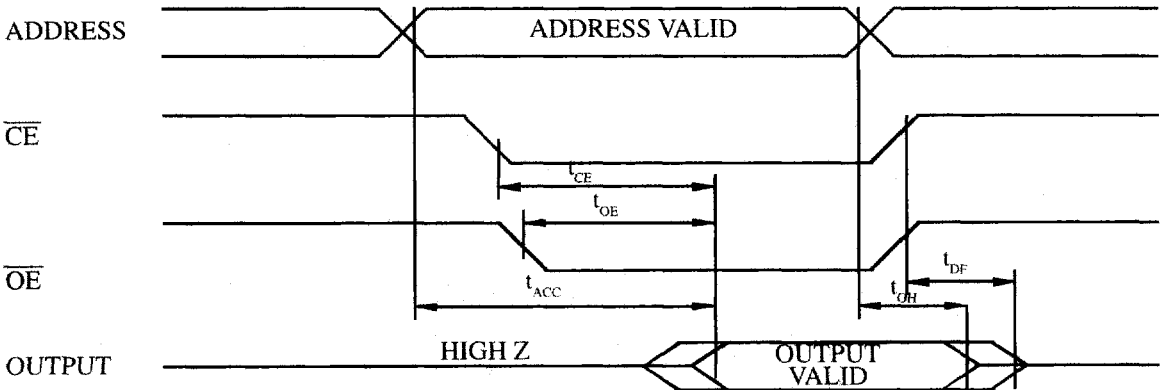 ADDRESS
ADDRESS VALID
CE
tCE
tOE
OE
tACC
tDF
tOH
OUTPUT
HIGH Z
OUTPUT
VALID